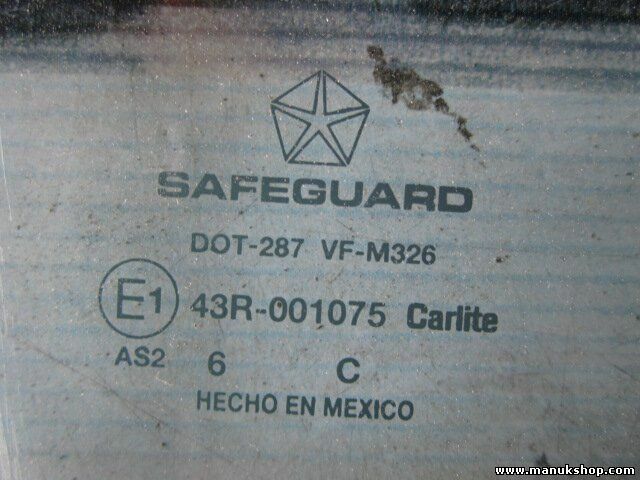 SAFEGUARD
DOT-287 VF-M326
E1 43R-001075 Carlite
AS2 6 C
HECHO EN MEXICO
www.manukshop.com